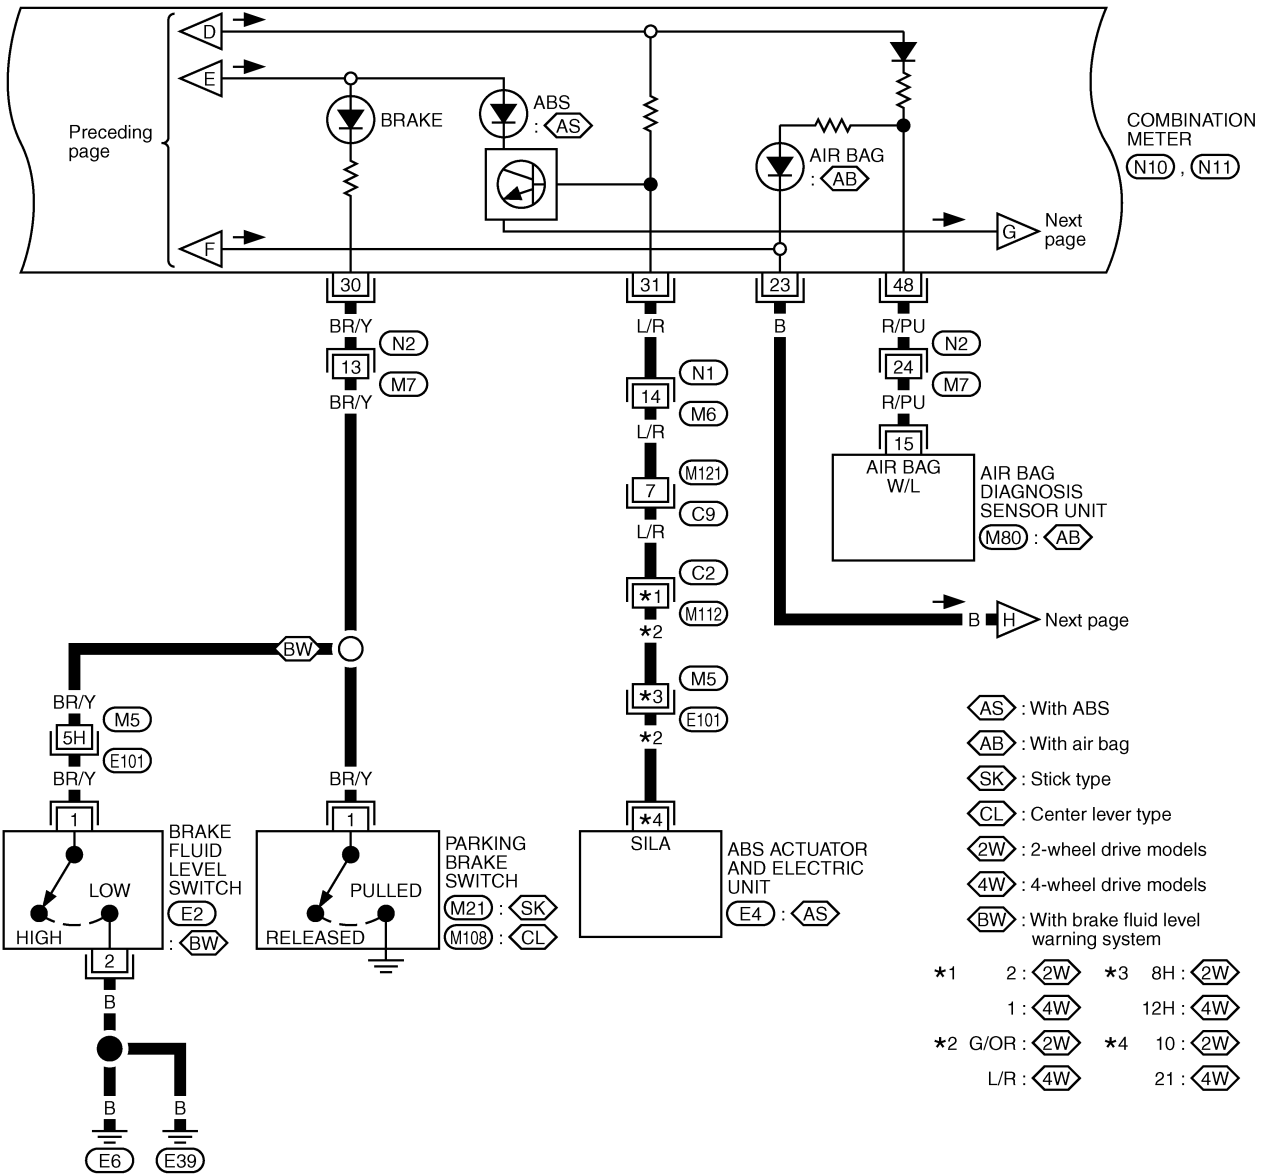 D
E
BRAKE
ABS
: AS
Preceding
page
AIR BAG
: AB
COMBINATION
METER
N10 , N11
F
G
Next
page
30
31
23
48
BR/Y
L/R
B
R/PU
N2
13
M7
BR/Y
N1
14
M6
L/R
N2
24
M7
R/PU
15
AIR BAG
W/L
AIR BAG
DIAGNOSIS
SENSOR UNIT
M80 : AB
M121
7
C9
L/R
C2
*1
M112
*2
B
H
Next page
BW
M5
*3
E101
*2
BR/Y
M5
5H
E101
BR/Y
BR/Y
1
1
*4
BRAKE
FLUID
LEVEL
SWITCH
E2
: BW
LOW
HIGH
2
PARKING
BRAKE
SWITCH
M21 : SK
M108 : CL
PULLED
RELEASED
SILA
ABS ACTUATOR
AND ELECTRIC
UNIT
E4 : AS
B
B
B
E6
E39
AS : With ABS
AB : With air bag
SK : Stick type
CL : Center lever type
2W : 2-wheel drive models
4W : 4-wheel drive models
BW : With brake fluid level
warning system
*1 2 : 2W *3 8H : 2W
1 : 4W 12H : 4W
*2 G/OR : 2W *4 10 : 2W
L/R : 4W 21 : 4W